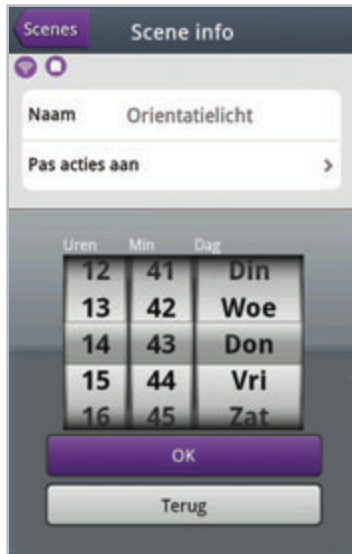 Scenes Scene info
Naam Orientatielicht
Pas acties aan >
Uren Min Dag
12 41 Din
13 42 Woe
14 43 Don
15 44 Vri
16 45 Zat
OK
Terug